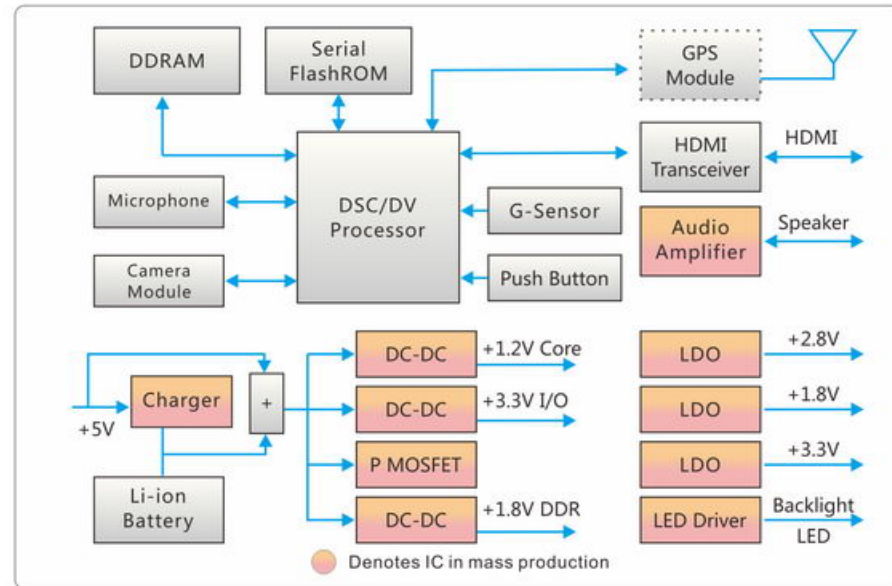 DDRAM
Serial
FlashROM
GPS
Module
HDMI
Transceiver
HDMI
Microphone
DSC/DV
Processor
G-Sensor
Audio
Amplifier
Speaker
Camera
Module
Push Button
DC-DC
+1.2V Core
LDO
+2.8V
Charger
+
+5V
DC-DC
+3.3V I/O
LDO
+1.8V
P MOSFET
LDO
+3.3V
Li-ion
Battery
DC-DC
+1.8V DDR
LED Driver
Backlight
LED
Denotes IC in mass production